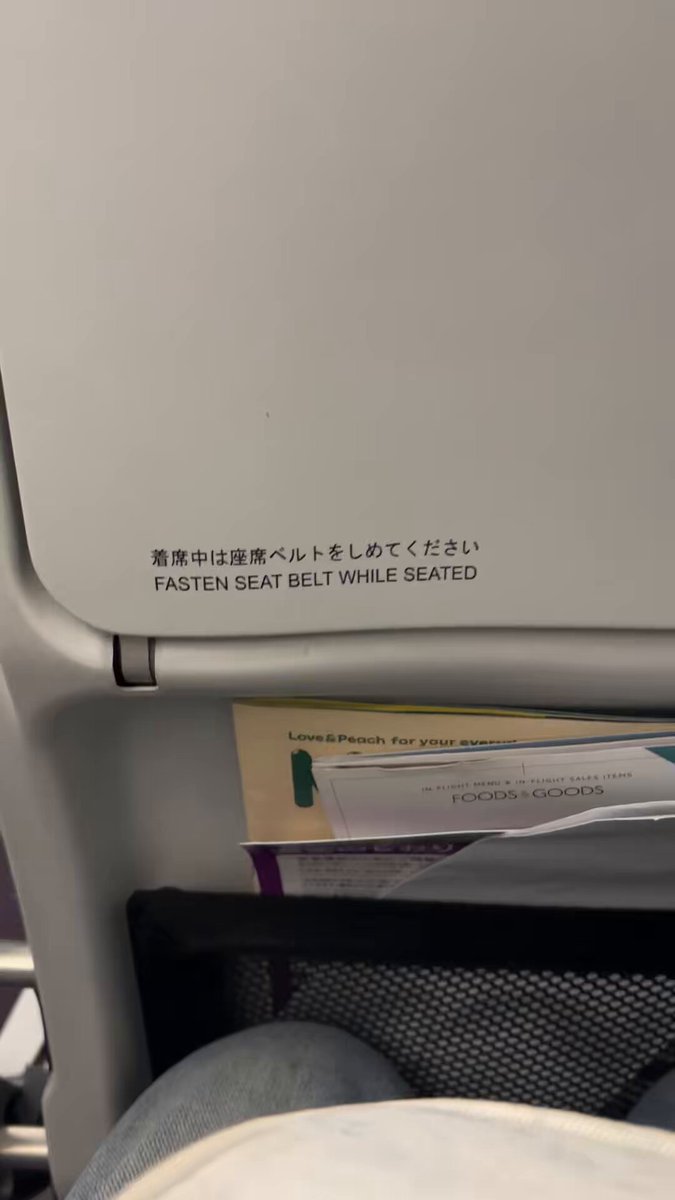 着席中は座席ベルトをしめてください
FASTEN SEAT BELT WHILE SEATED
Love&Peach for your
IN-FLIGHT MENU & IN-FLIGHT SALES ITEMS
FOODS & GOODS